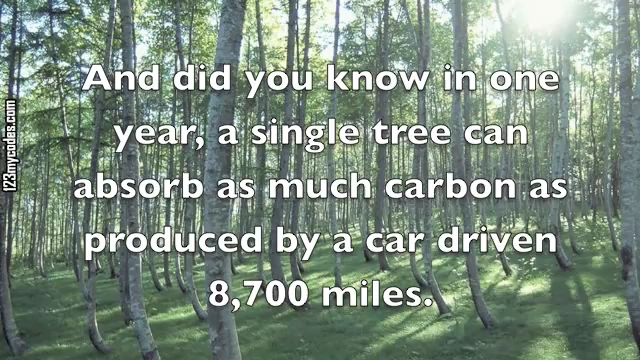 And did you know in one
year, a single tree can
absorb as much carbon as
produced by a car driven
8,700 miles.
123mycodes.com